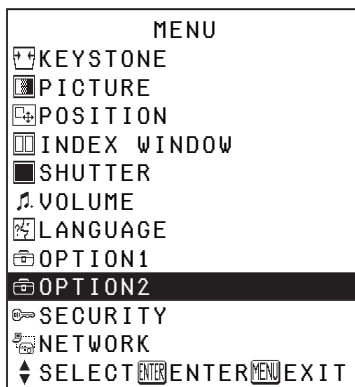 MENU
KEYSTONE
PICTURE
POSITION
INDEX WINDOW
SHUTTER
VOLUME
LANGUAGE
OPTION1
OPTION2
SECURITY
NETWORK
SELECT ENTER ENTER MENU EXIT